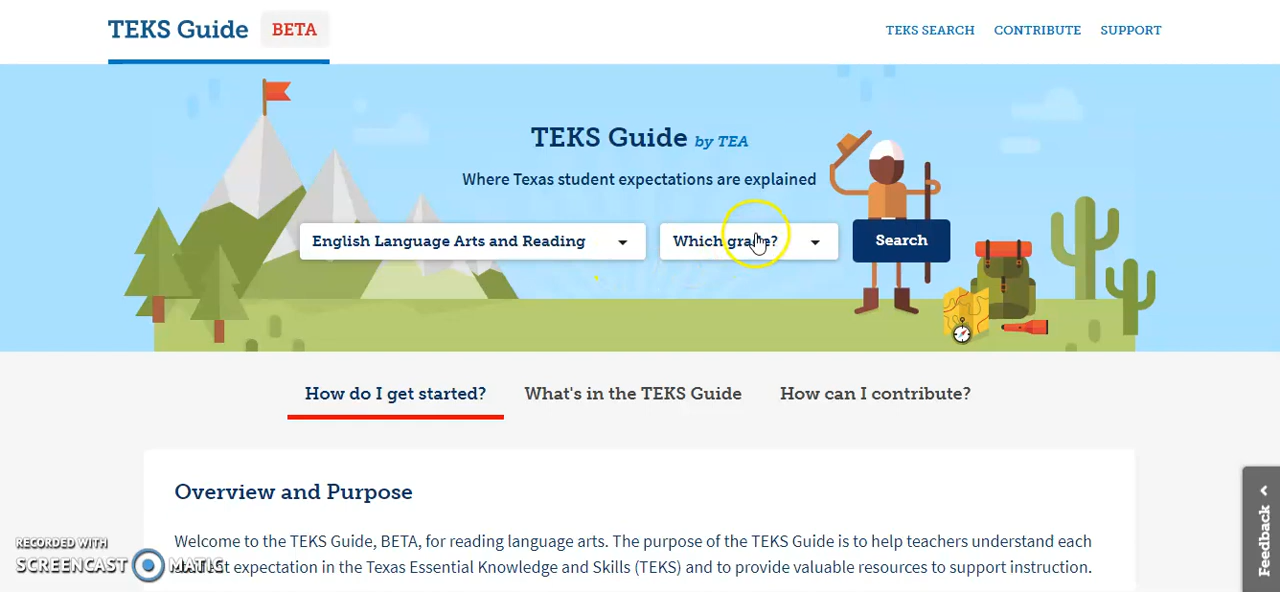 TEKS Guide BETA
TEKS SEARCH CONTRIBUTE SUPPORT
TEKS Guide by TEA
Where Texas student expectations are explained
English Language Arts and Reading Which grade? Search
How do I get started? What's in the TEKS Guide How can I contribute?
Overview and Purpose
Welcome to the TEKS Guide, BETA, for reading language arts. The purpose of the TEKS Guide is to help teachers understand each
expectation in the Texas Essential Knowledge and Skills (TEKS) and to provide valuable resources to support instruction.
RECORDED WITH
SCREENCAST MATIC
Feedback